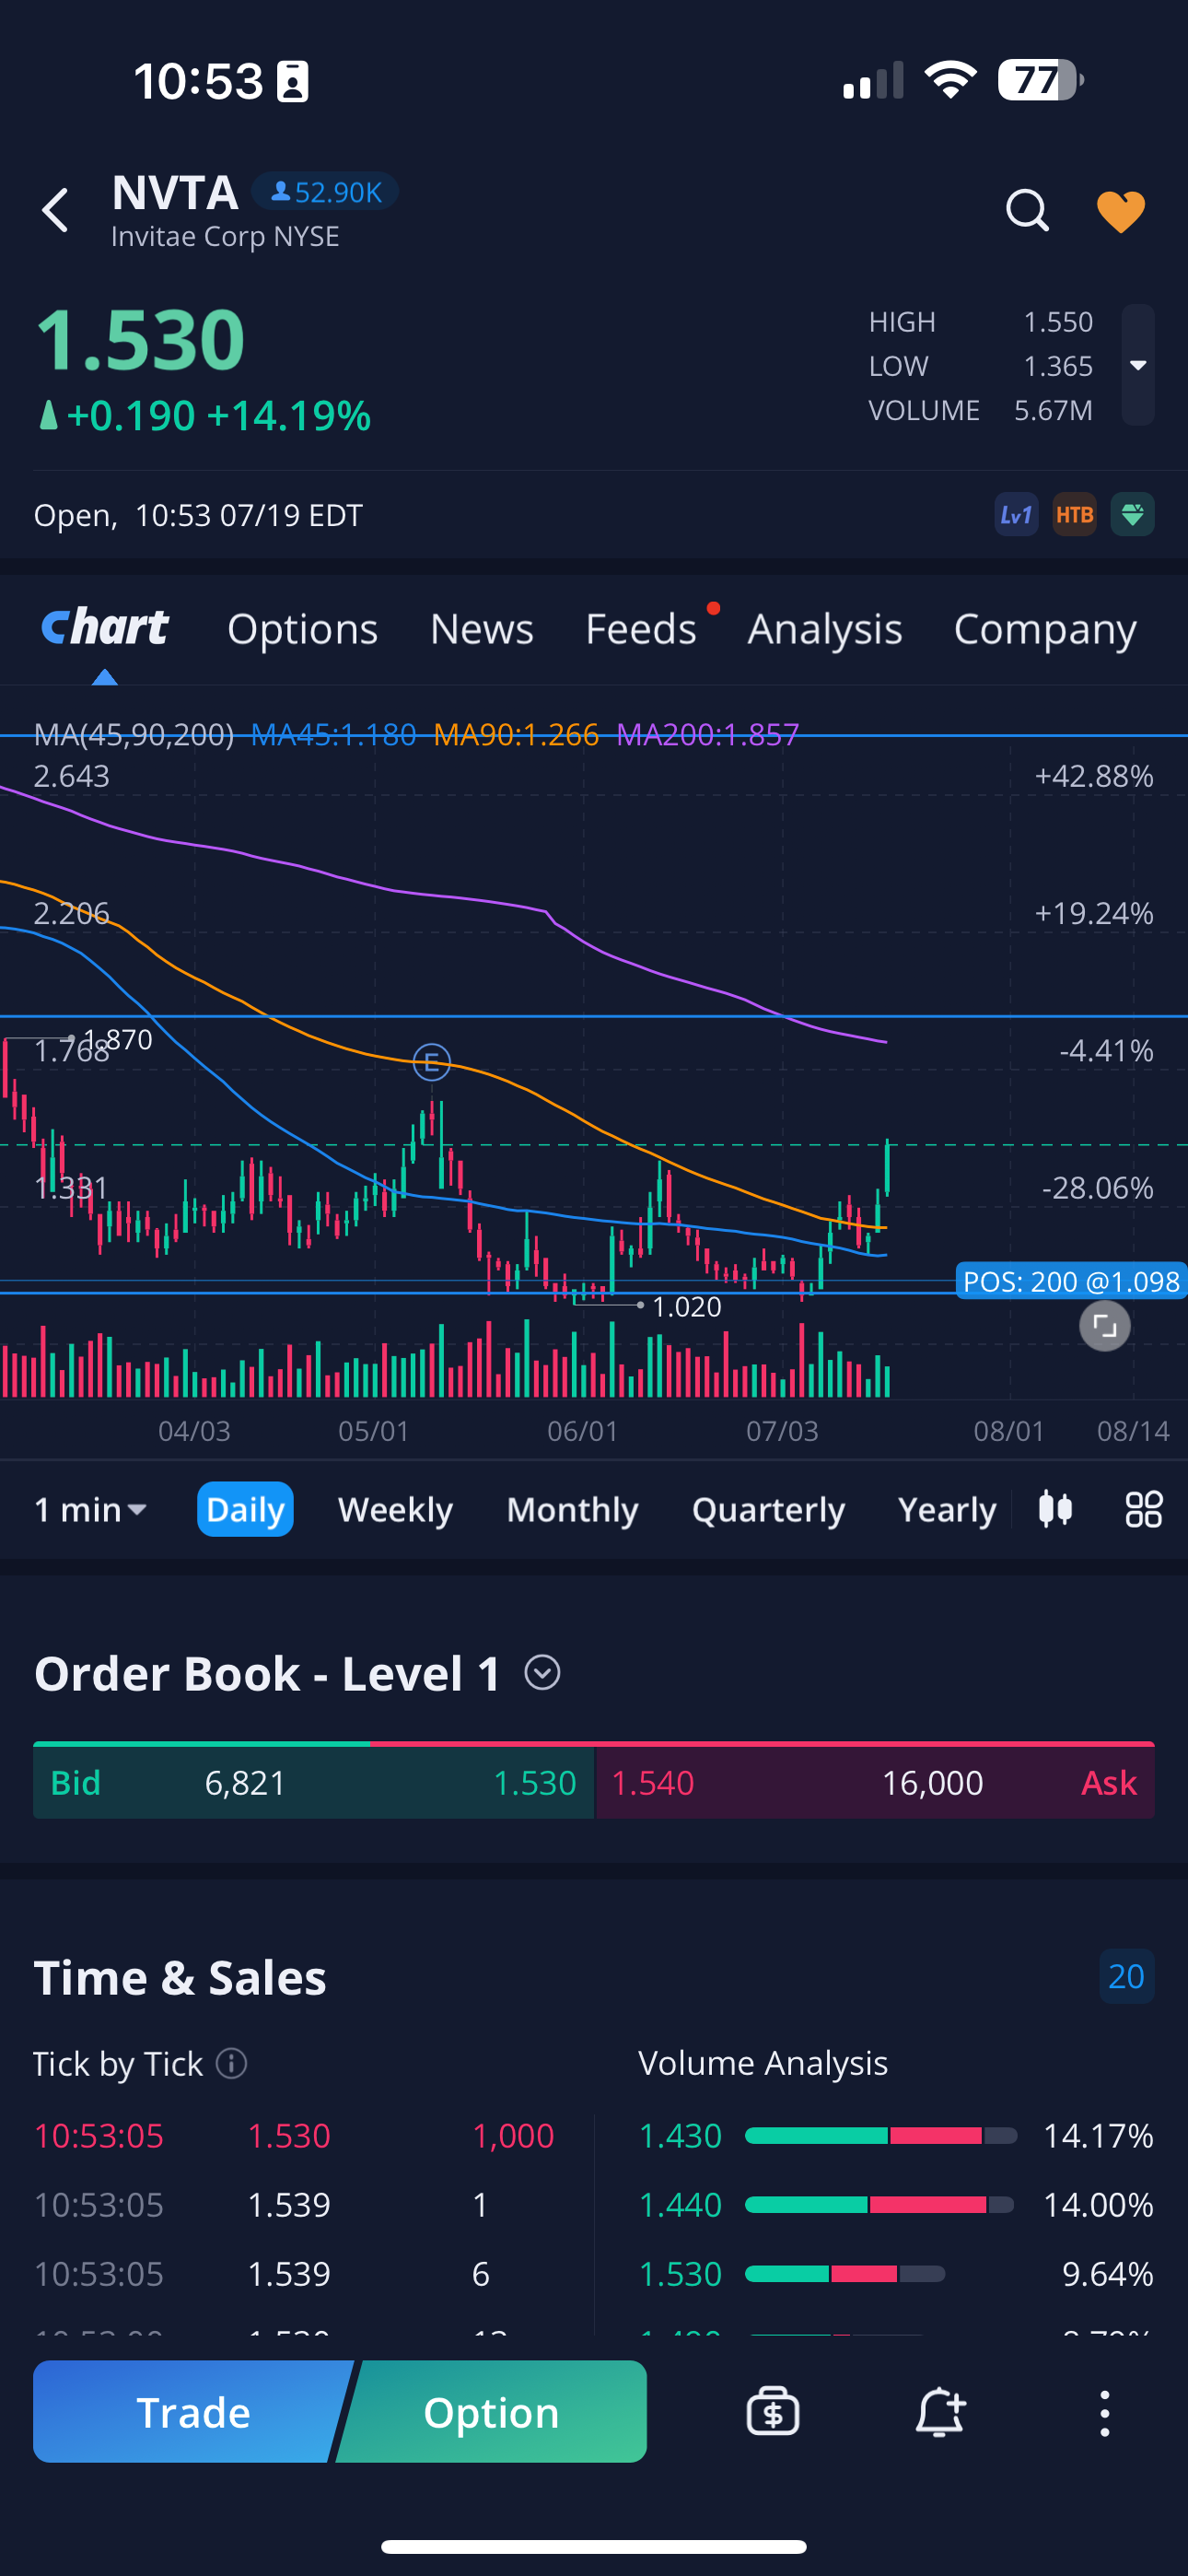 10:53
77
NVTA 52.90K
Invitae Corp NYSE
1.530
+0.190 +14.19%
HIGH 1.550
LOW 1.365
VOLUME 5.67M
Open, 10:53 07/19 EDT
Lv1 HTB
Chart Options News Feeds Analysis Company
MA(45,90,200) MA45:1.180 MA90:1.266 MA200:1.857
2.643 +42.88%
2.206 +19.24%
1.870
1.768 -4.41%
E
1.331 -28.06%
POS: 200 @1.098
1.020
04/03 05/01 06/01 07/03 08/01 08/14
1 min Daily Weekly Monthly Quarterly Yearly
Order Book - Level 1
Bid 6,821 1.530 1.540 16,000 Ask
Time & Sales 20
Tick by Tick Volume Analysis
10:53:05 1.530 1,000 1.430 14.17%
10:53:05 1.539 1 1.440 14.00%
10:53:05 1.539 6 1.530 9.64%
Trade Option